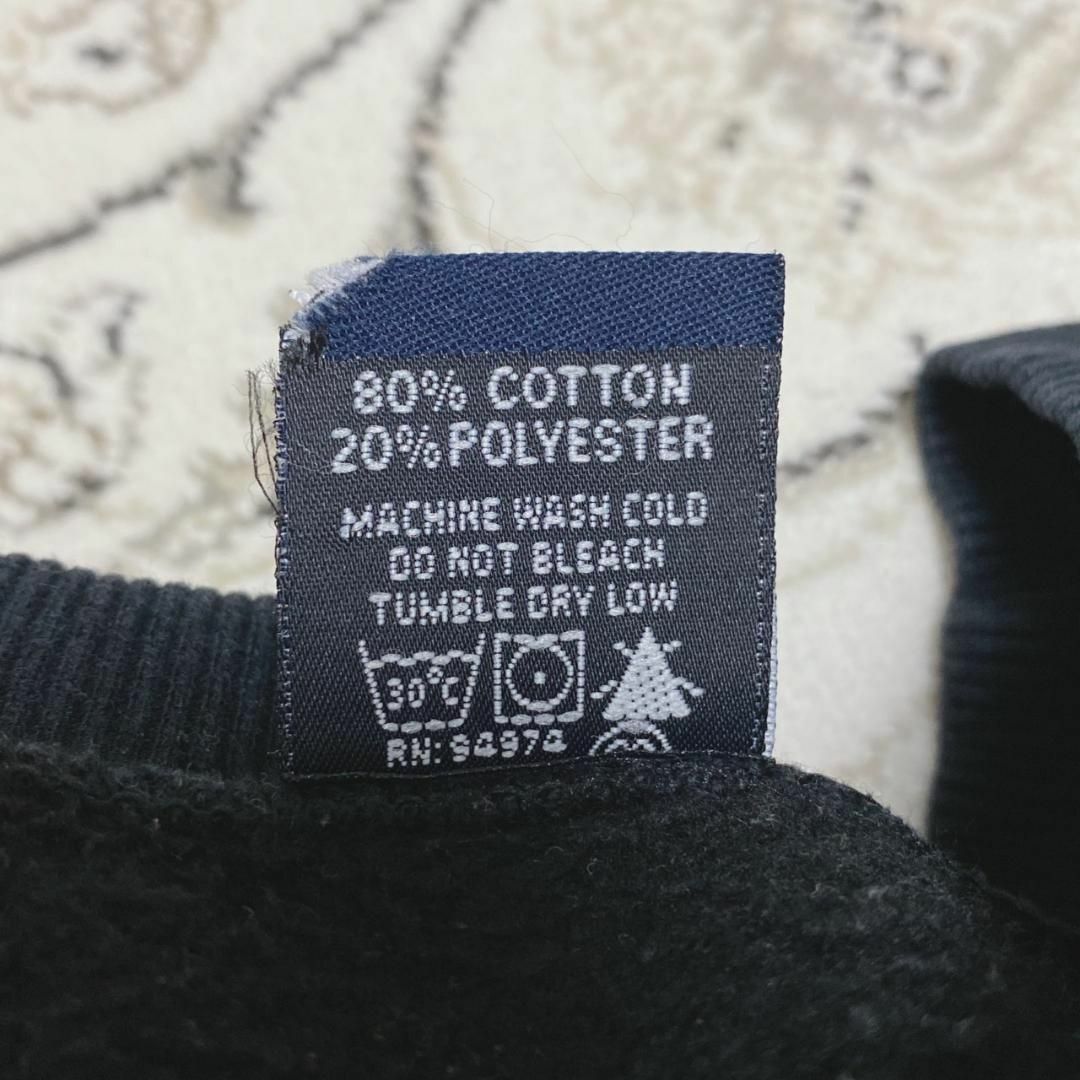 80% COTTON
20% POLYESTER
MACHINE WASH COLD
DO NOT BLEACH
TUMBLE DRY LOW
30°C
RN: 94974